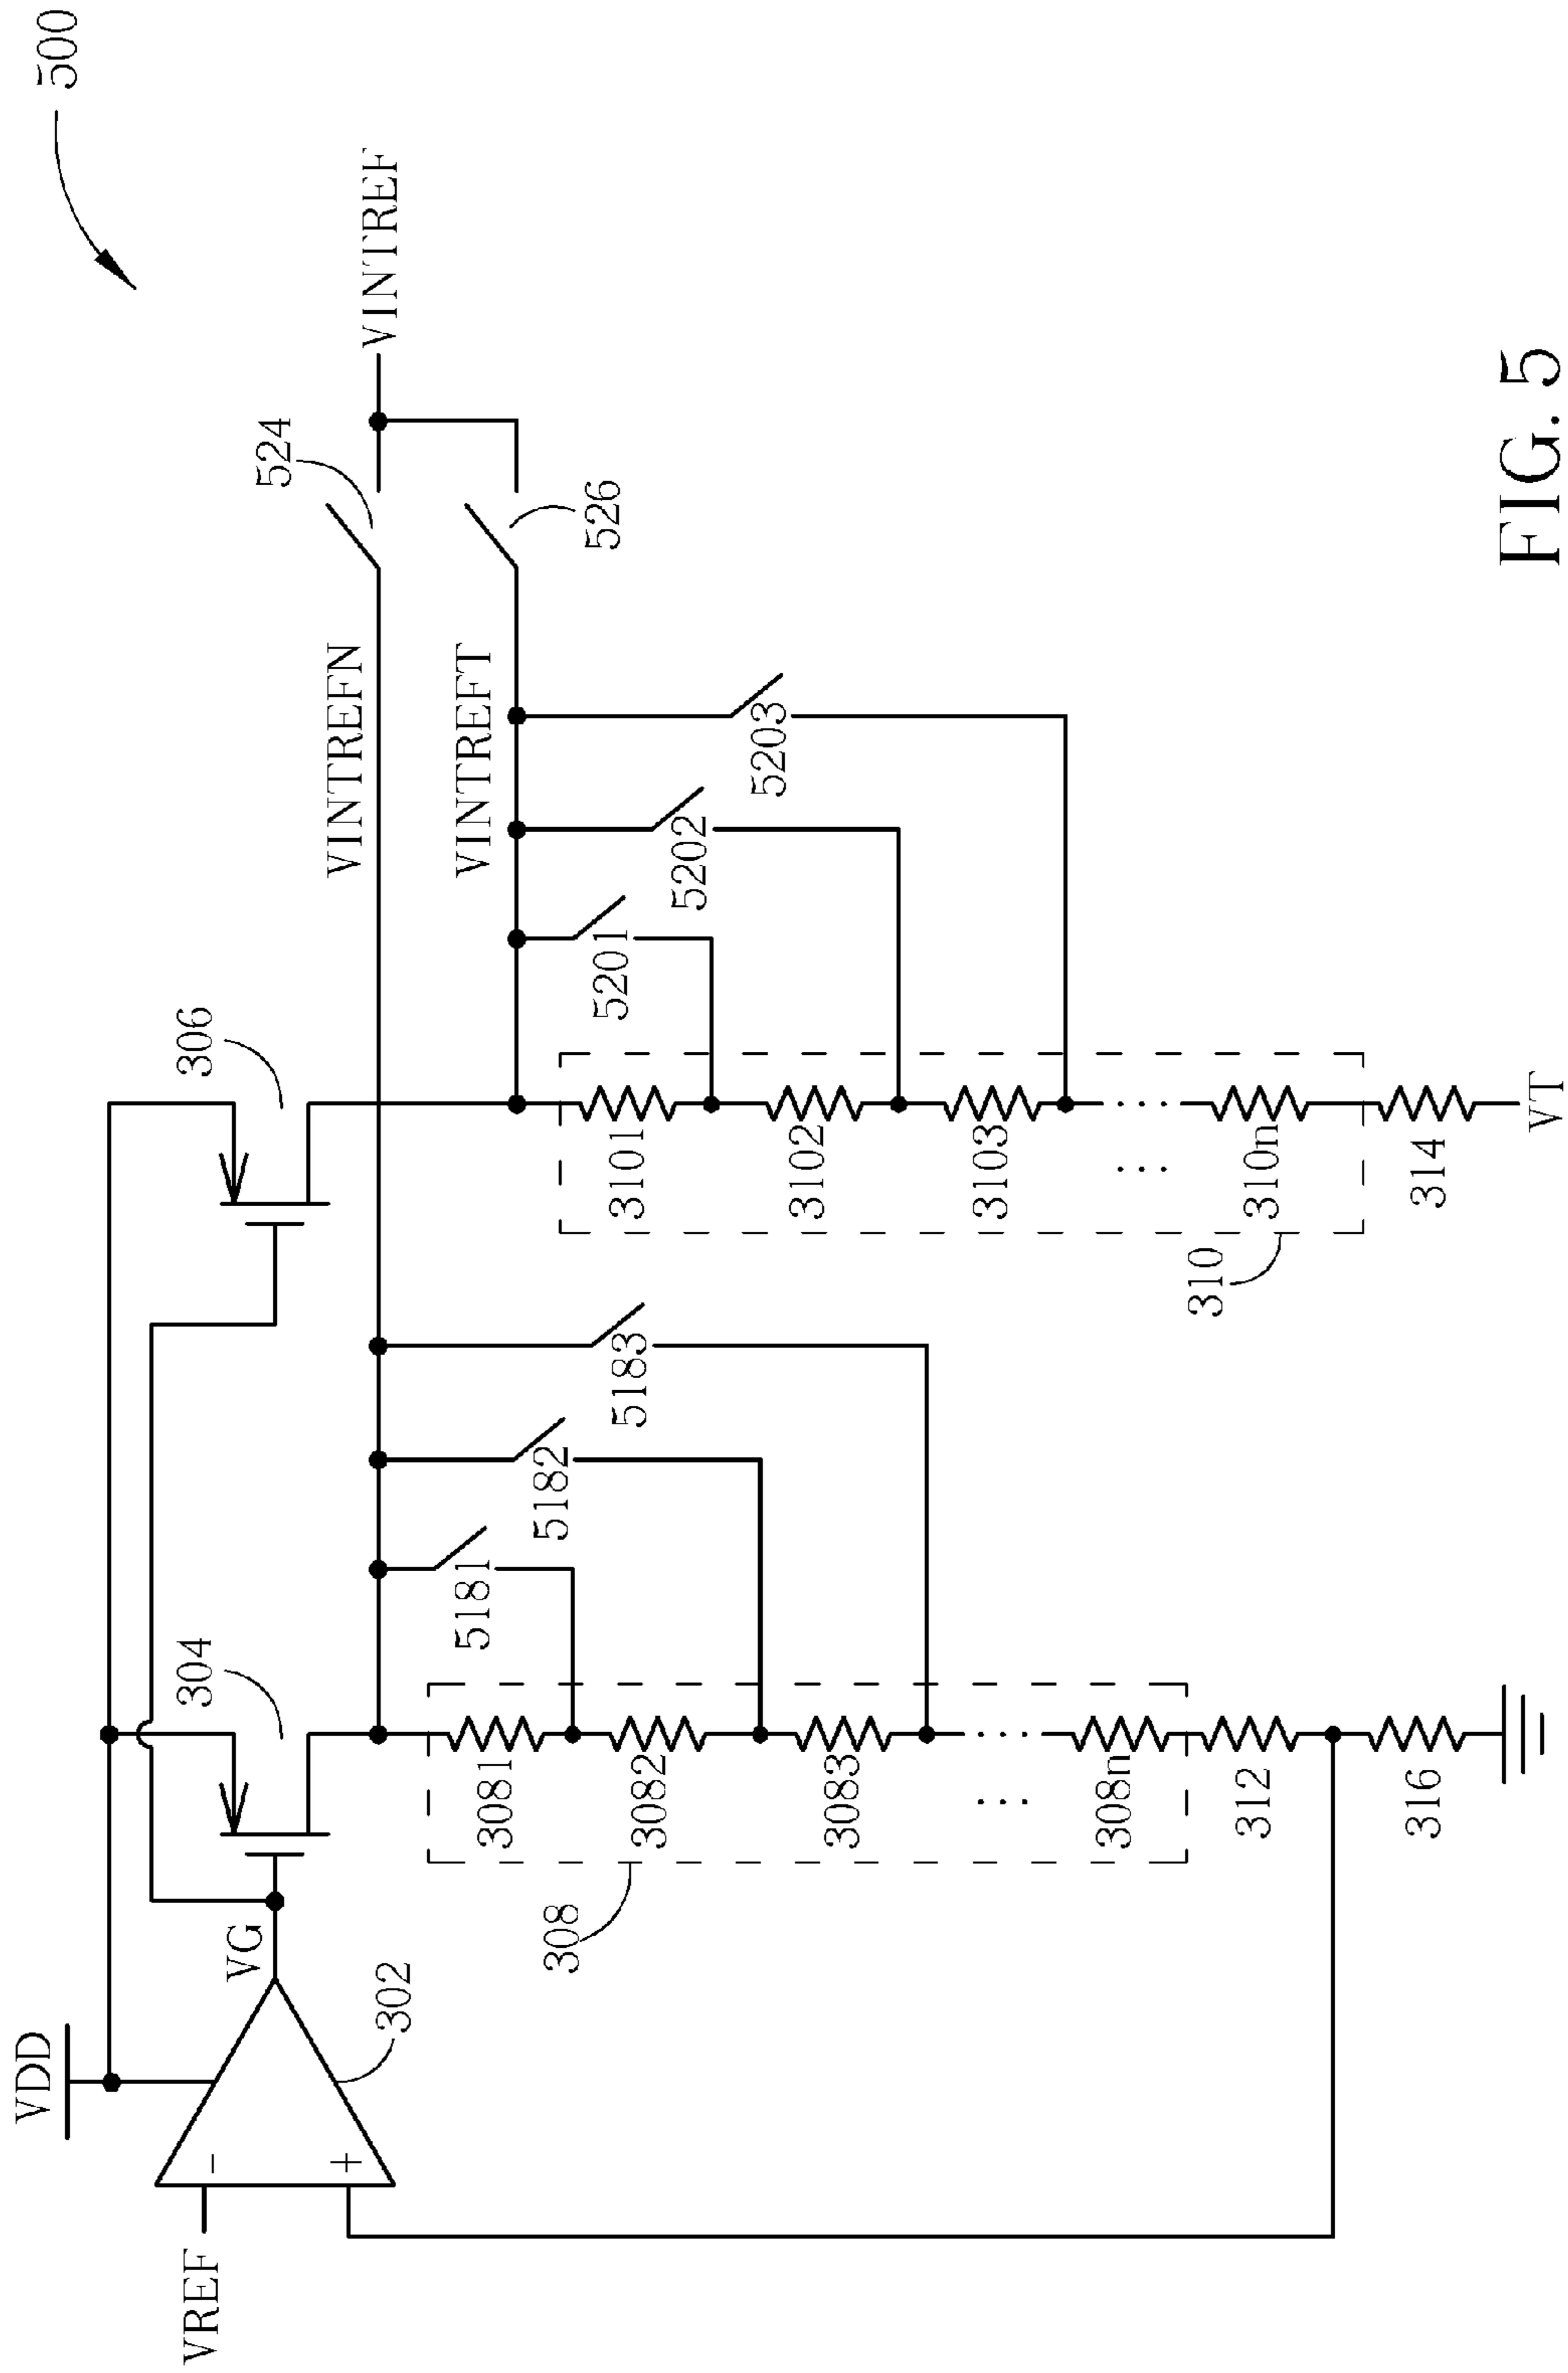 500
VDD
VREF
-
+
302
VG
304
306
VINTREFN
524
VINTREF
VINTREFT
526
308
3081
3082
3083
...
...
308n
312
316
5181
5182
5183
310
3101
3102
3103
...
...
310n
314
VT
5201
5202
5203
FIG. 5